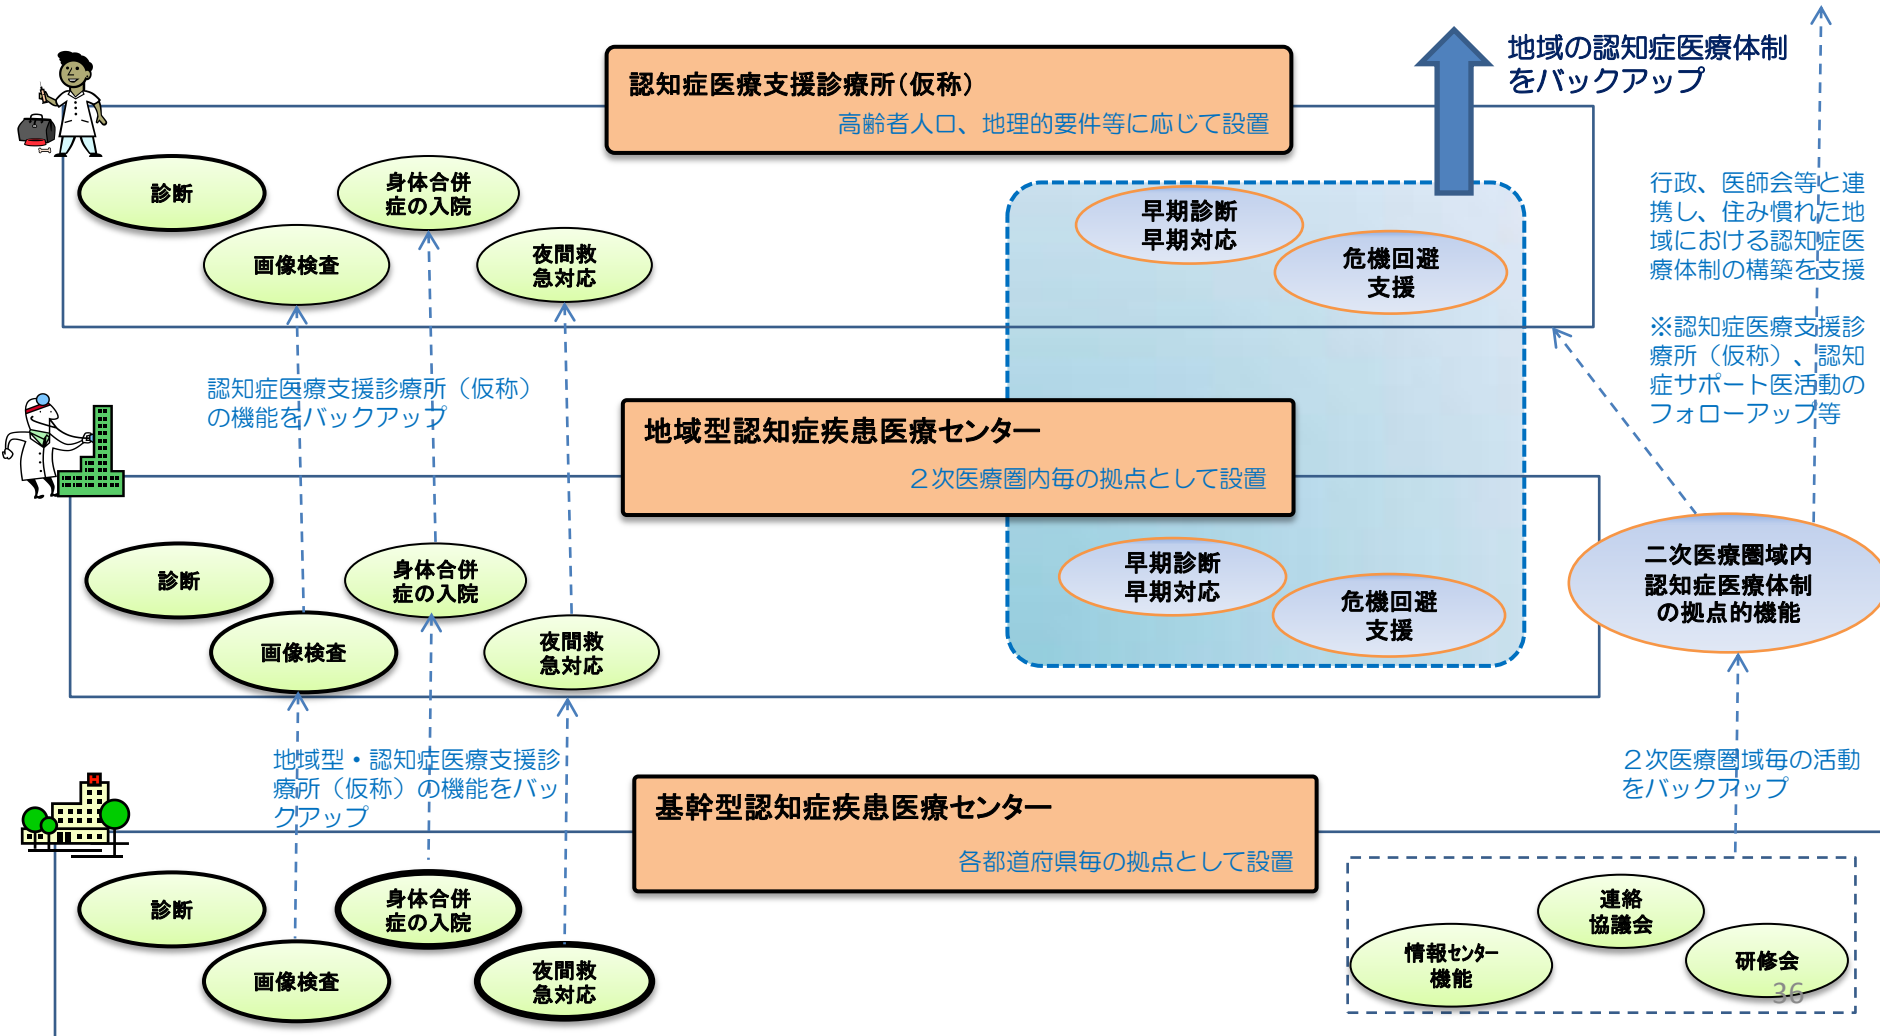 地域の認知症医療体制
をバックアップ
認知症医療支援診療所(仮称)
高齢者人口、地理的要件等に応じて設置
診断
身体合併
症の入院
画像検査
夜間救
急対応
早期診断
早期対応
危機回避
支援
行政、医師会等と連
携し、住み慣れた地
域における認知症医
療体制の構築を支援
※認知症医療支援診
療所（仮称）、認知
症サポート医活動の
フォローアップ等
認知症医療支援診療所（仮称）
の機能をバックアップ
地域型認知症疾患医療センター
２次医療圏内毎の拠点として設置
診断
身体合併
症の入院
画像検査
夜間救
急対応
早期診断
早期対応
危機回避
支援
二次医療圏域内
認知症医療体制
の拠点的機能
地域型・認知症医療支援診
療所（仮称）の機能をバッ
クアップ
２次医療圏域毎の活動
をバックアップ
基幹型認知症疾患医療センター
各都道府県毎の拠点として設置
H
診断
身体合併
症の入院
画像検査
夜間救
急対応
連絡
協議会
情報センター
機能
研修会
36